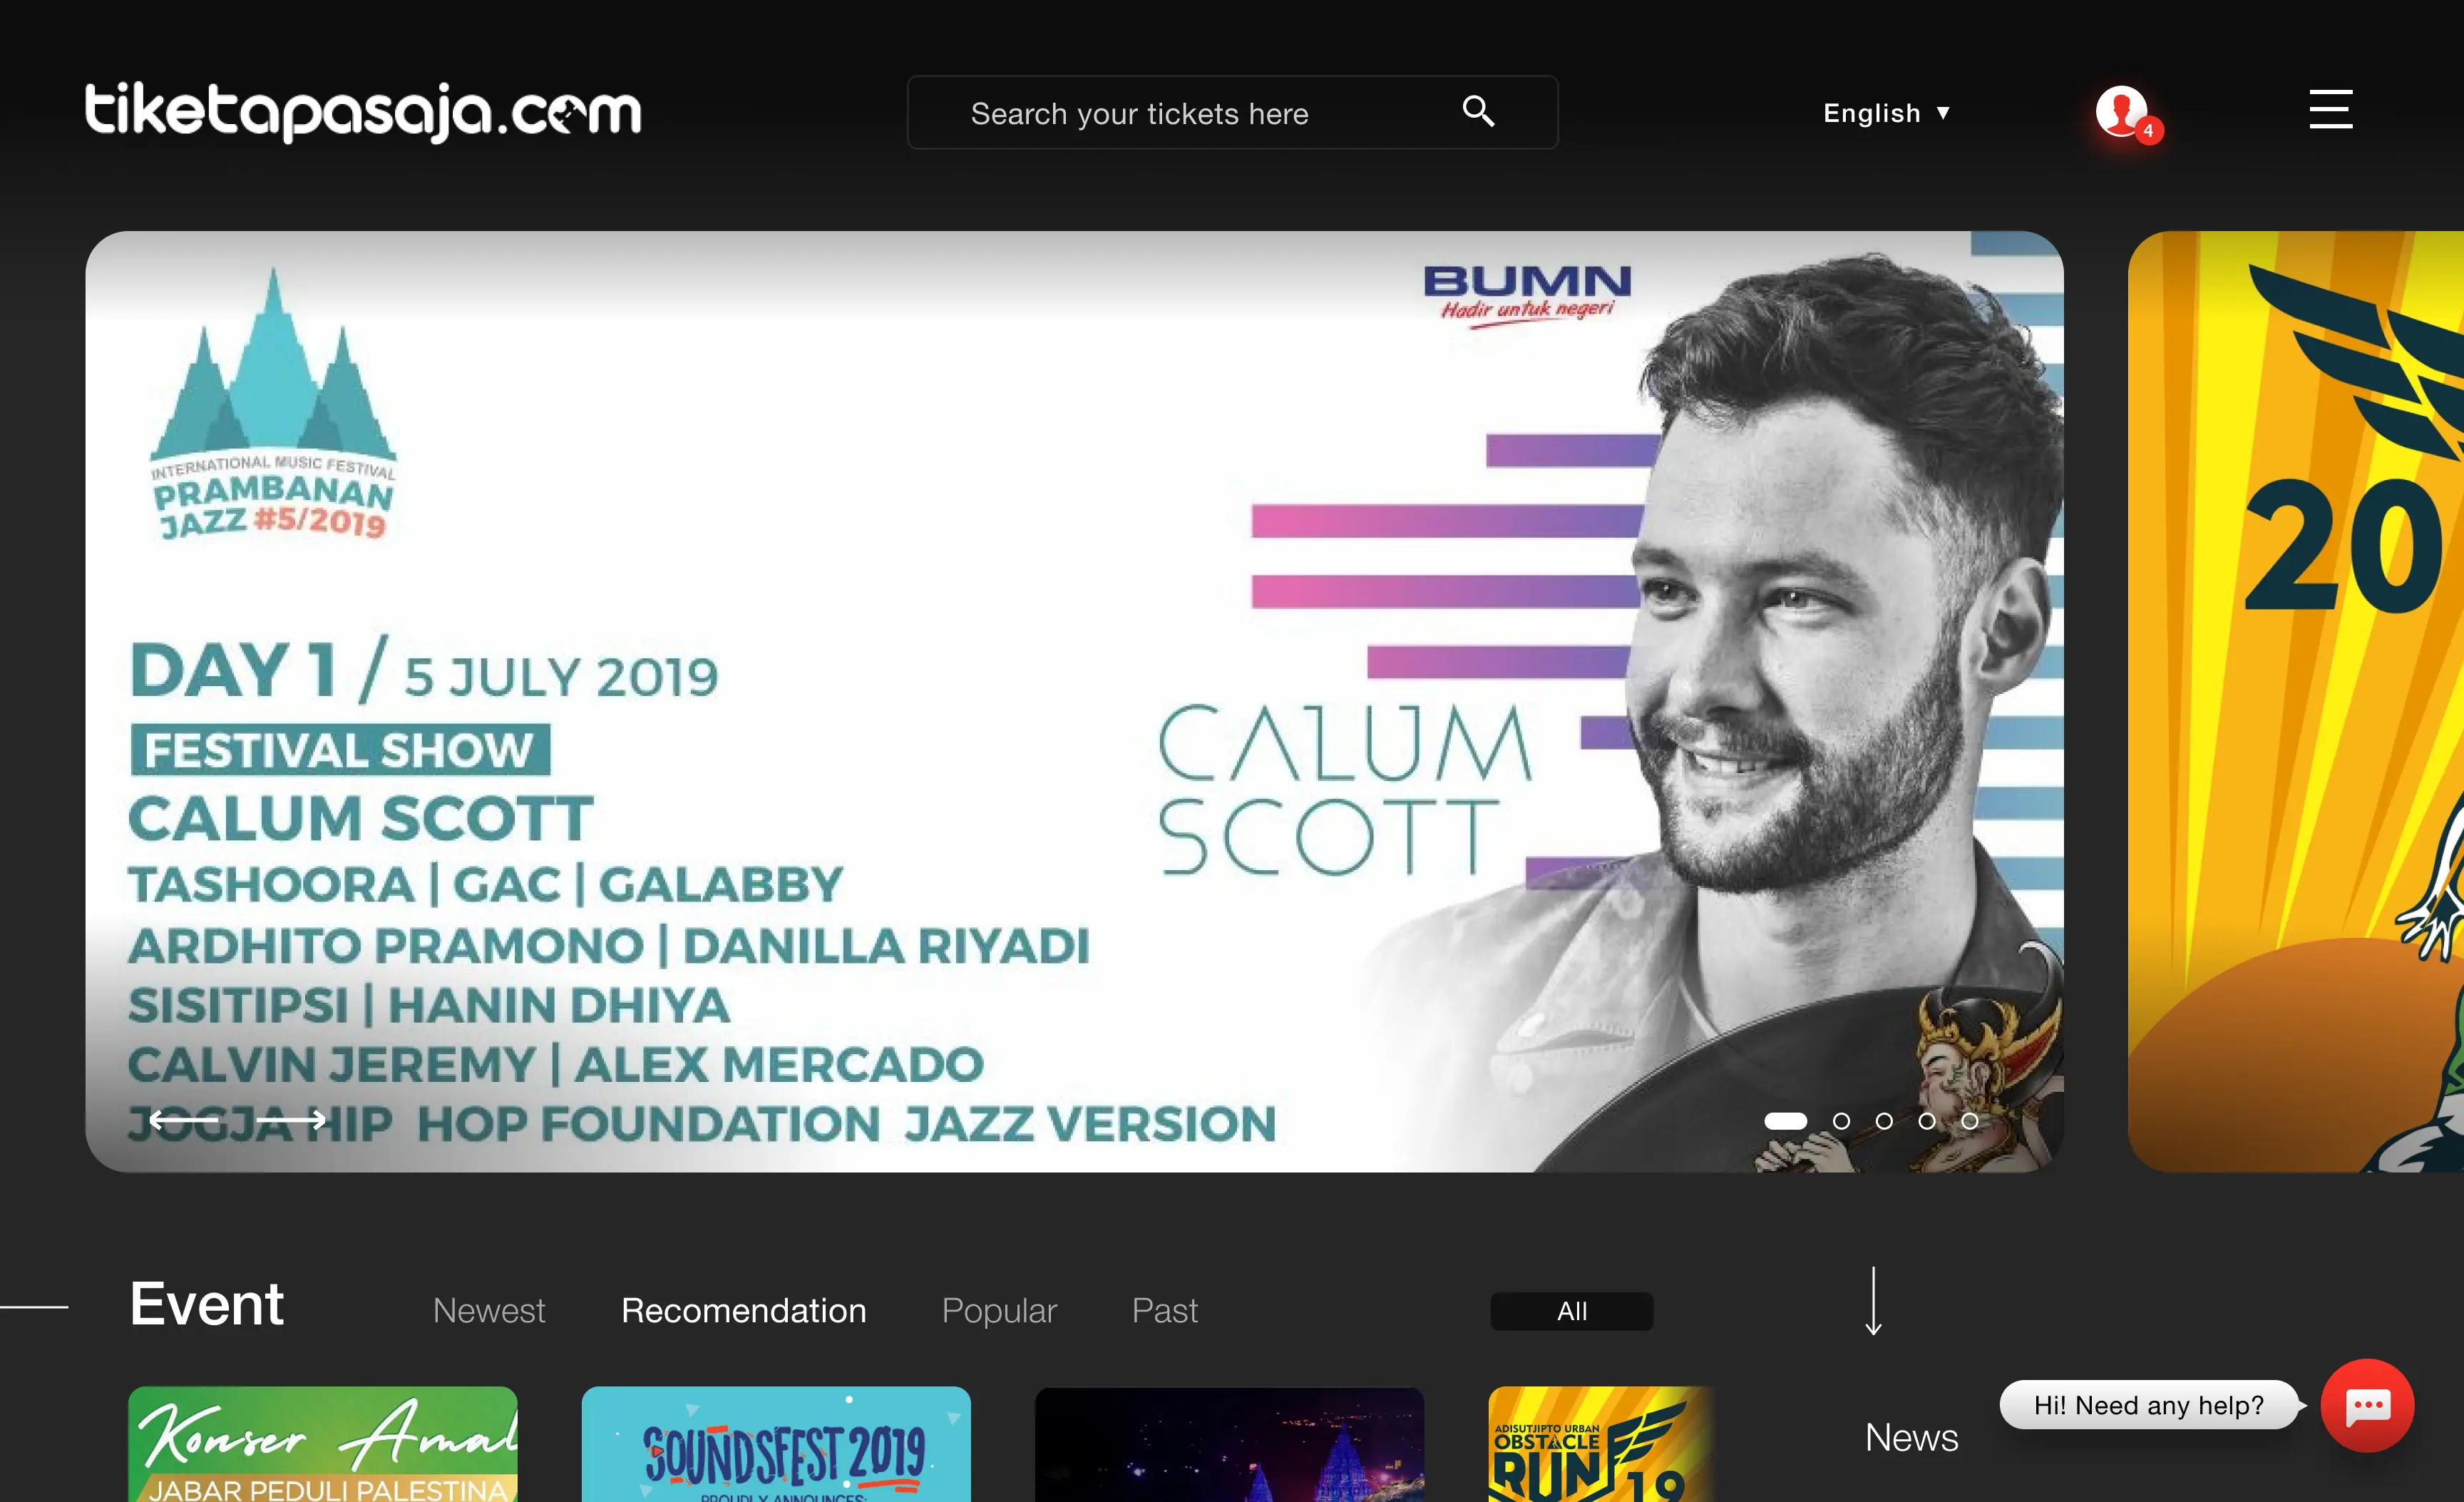 tiketapasaja.com
Search your tickets here
English ▼
4
INTERNATIONAL MUSIC FESTIVAL
PRAMBANAN
JAZZ #5/2019
BUMN
Hadir untuk negeri
DAY 1 / 5 JULY 2019
FESTIVAL SHOW
CALUM SCOTT
TASHOORA | GAC | GALABBY
ARDHITO PRAMONO | DANILLA RIYADI
SISITIPSI | HANIN DHIYA
CALVIN JEREMY | ALEX MERCADO
JOGJA HIP HOP FOUNDATION JAZZ VERSION
CALUM
SCOTT
20
Event
Newest
Recomendation
Popular
Past
All
Konser Amal
JABAR PEDULI PALESTINA
SOUNDSFEST 2019
PROUDLY ANNOUNCES:
ADISUTJIPTO URBAN
OBSTACLE
RUN 19
News
Hi! Need any help?